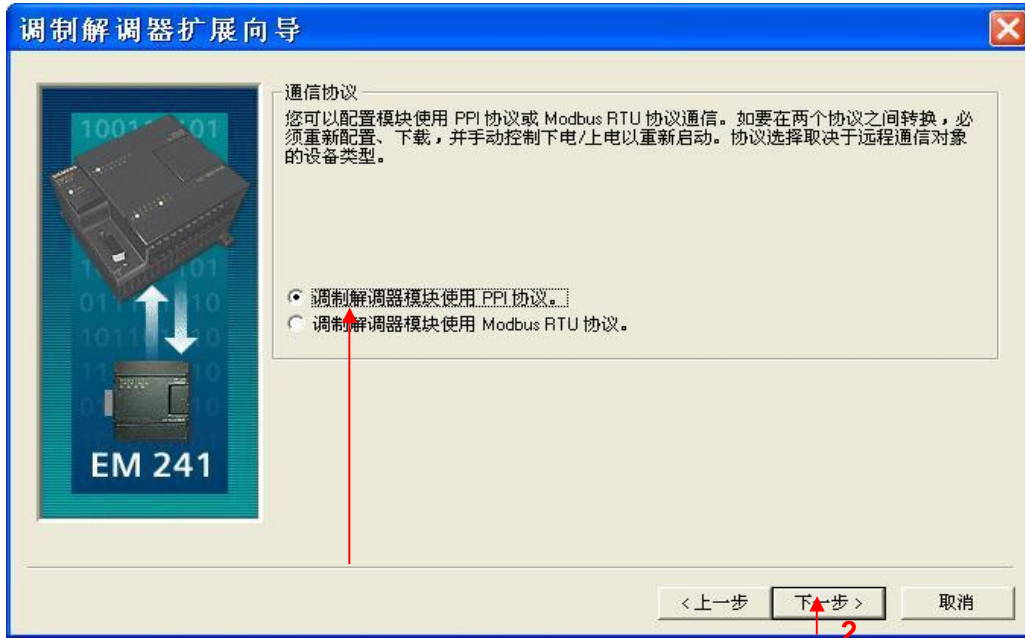 调制解调器扩展向导
通信协议
您可以配置模块使用 PPI 协议或 Modbus RTU 协议通信。如要在两个协议之间转换，必
须重新配置、下载，并手动控制下电/上电以重新启动。协议选择取决于远程通信对象
的设备类型。
调制解调器模块使用 PPI 协议。
调制解调器模块使用 Modbus RTU 协议。
EM 241
<上一步
下一步>
取消
2